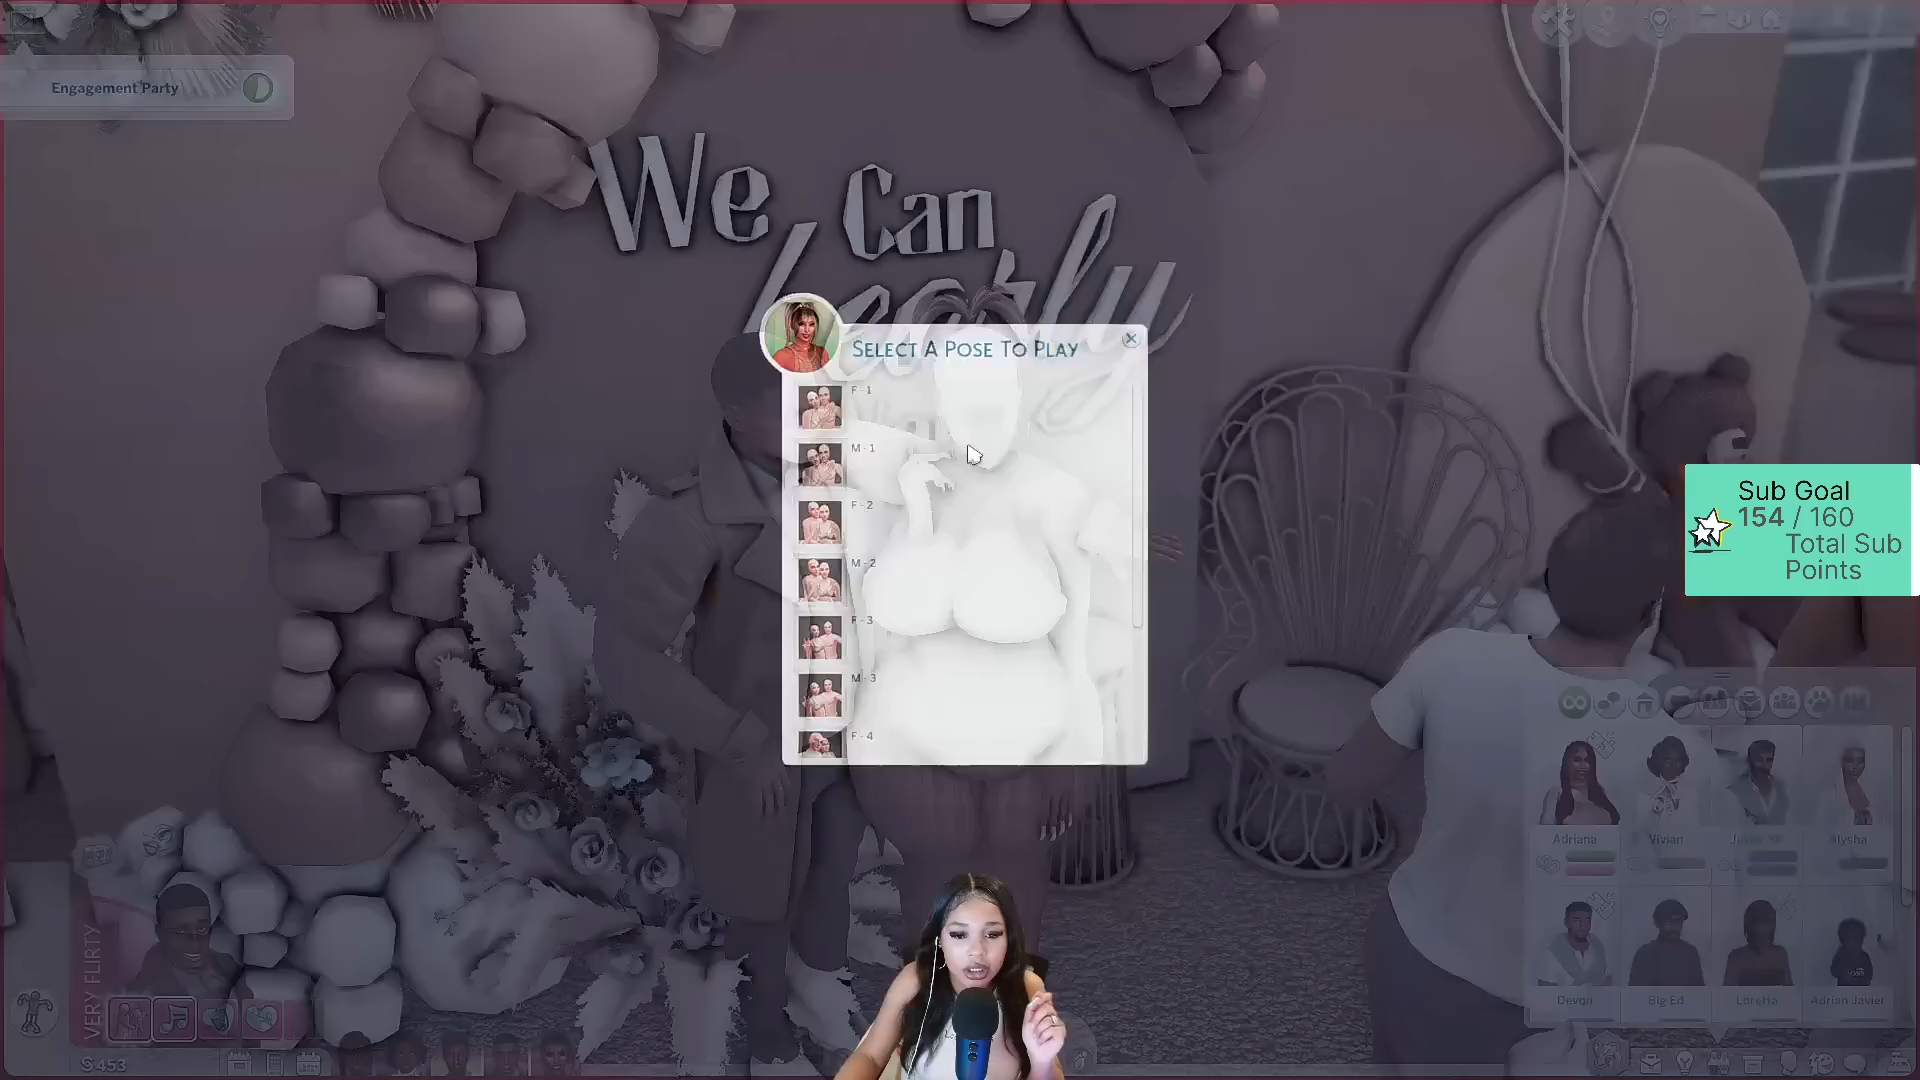 Engagement Party
We Can
bearly
SELECT A POSE TO PLAY
F - 1
M - 1
F - 2
M - 2
F - 3
M - 3
F - 4
Sub Goal
154 / 160
Total Sub
Points
Adriana
Vivian
Alysha
Devon
Big Ed
Loretta
Adrian Javier
VERY FLIRTY
§453